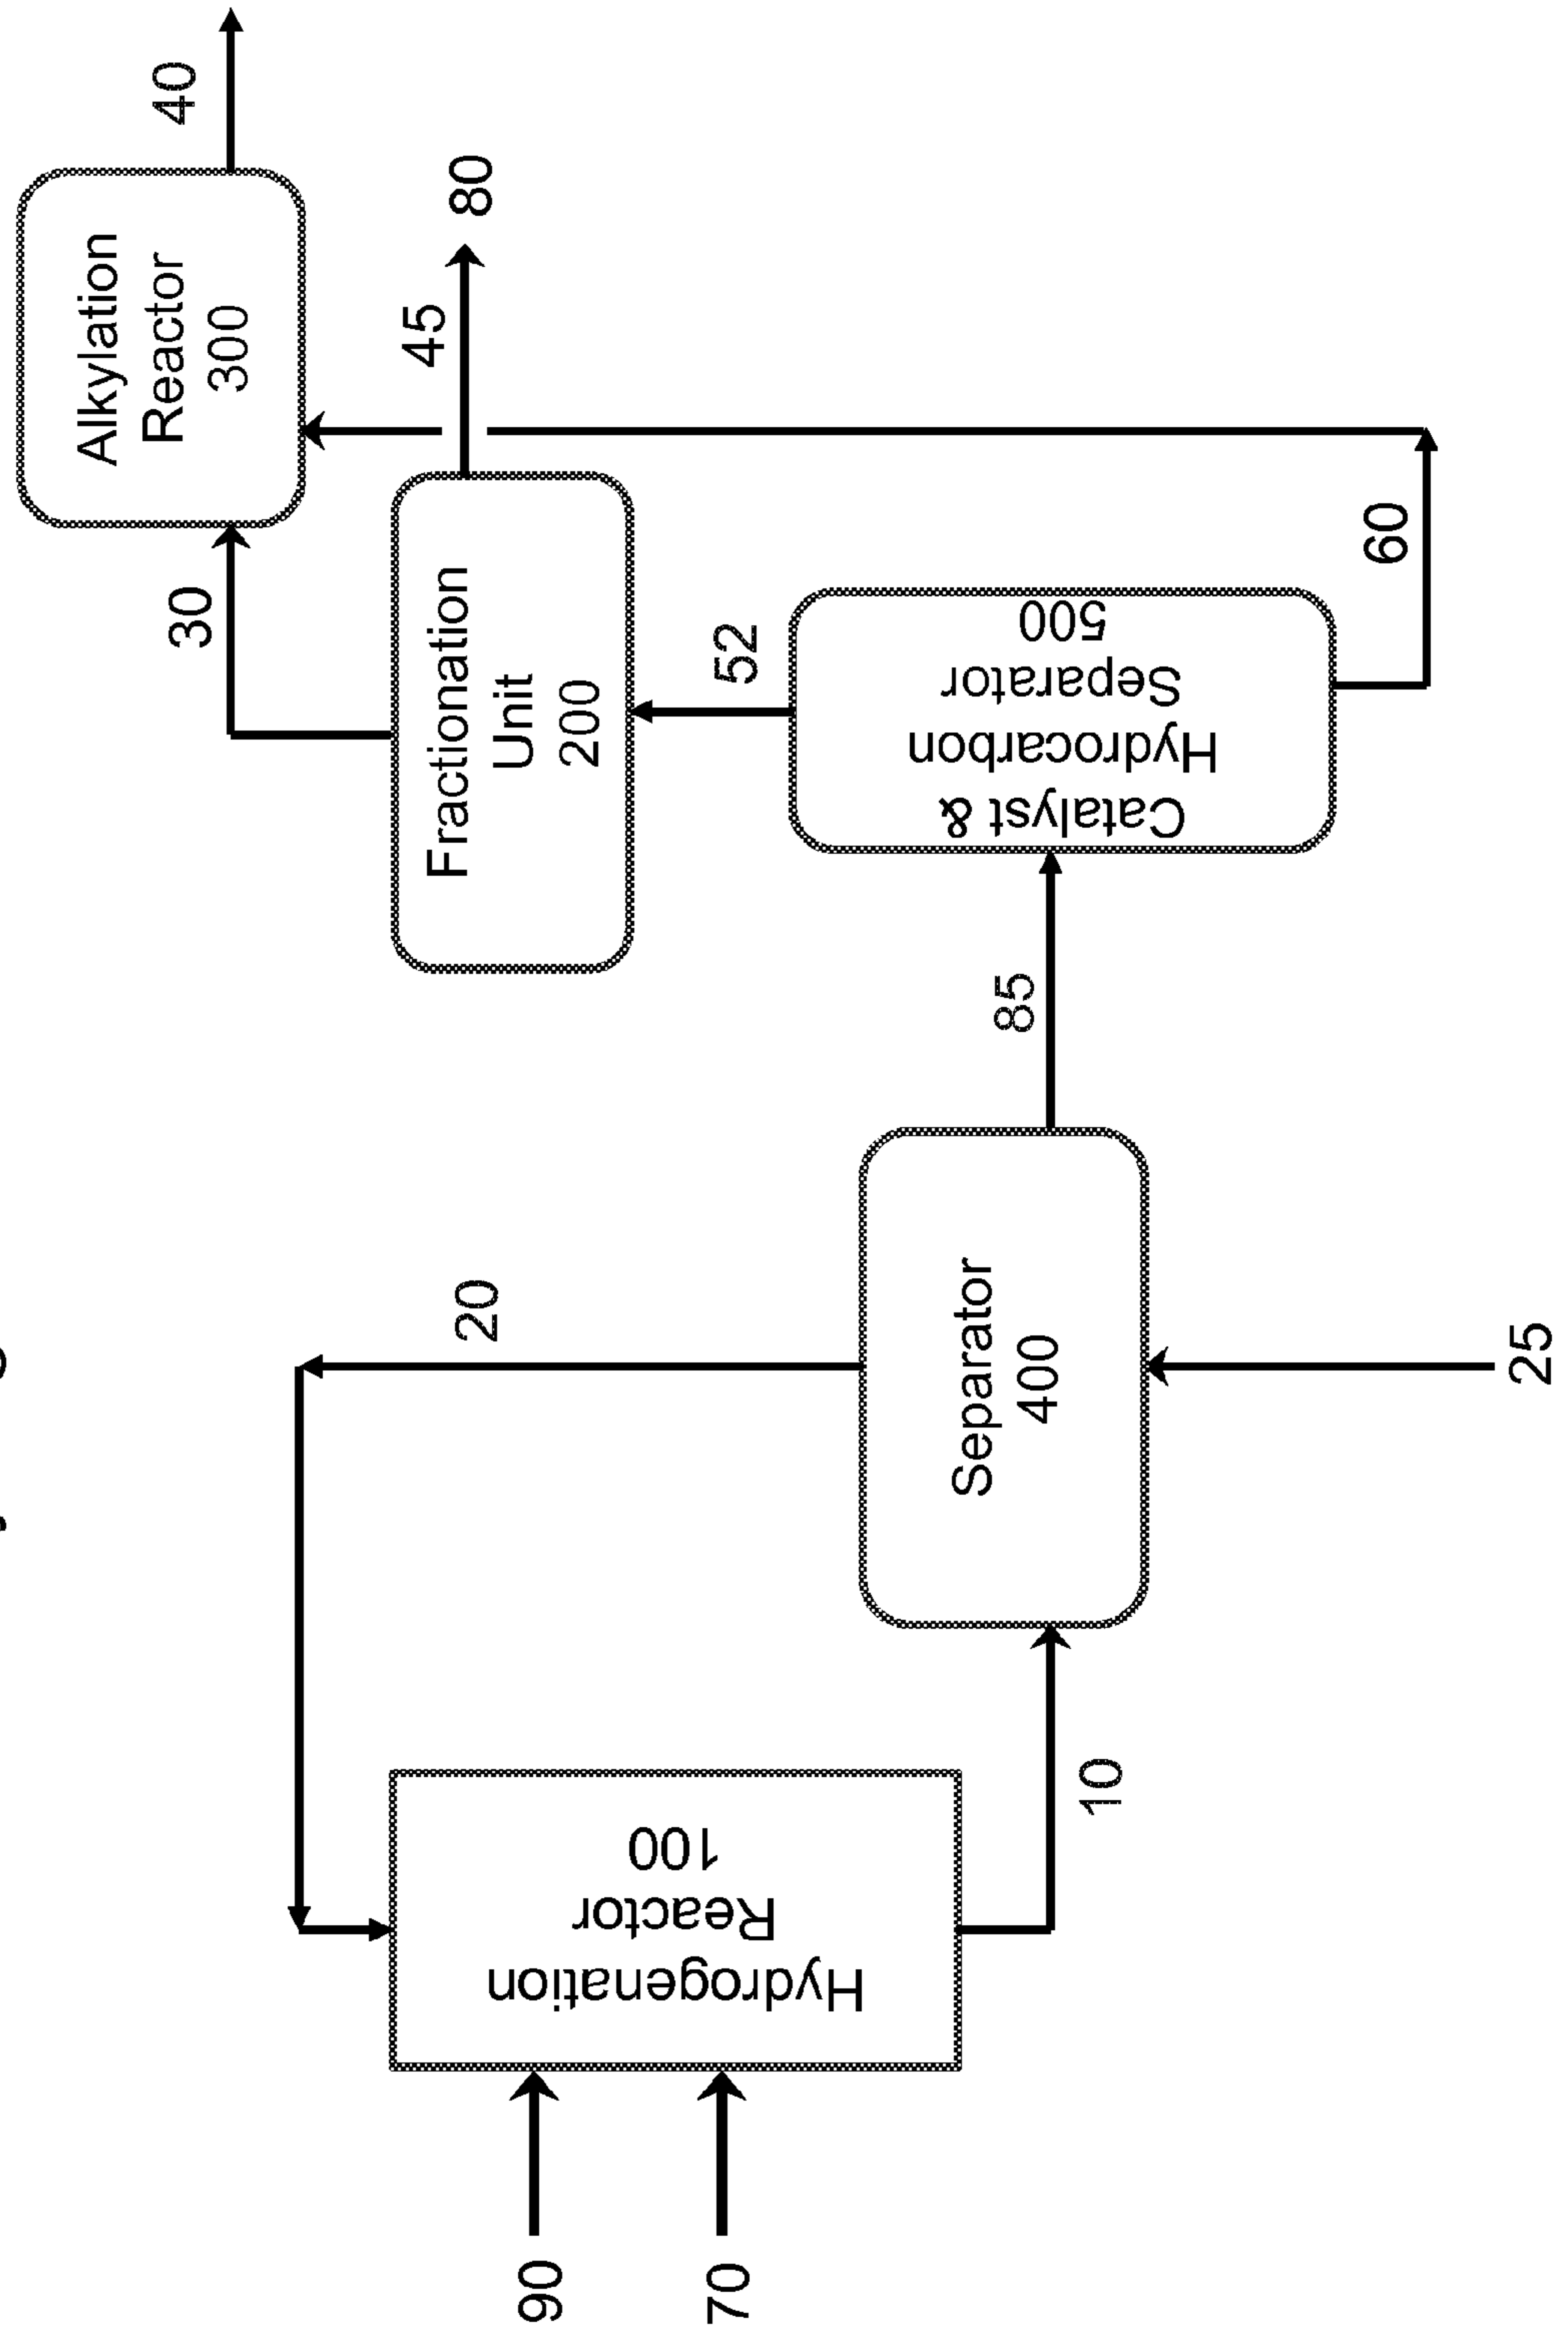 40
Alkylation
Reactor
300
80
45
30
Fractionation
Unit
200
52
60
Catalyst &
Hydrocarbon
Separator
500
85
20
Separator
400
25
10
Hydrogenation
Reactor
100
90
70